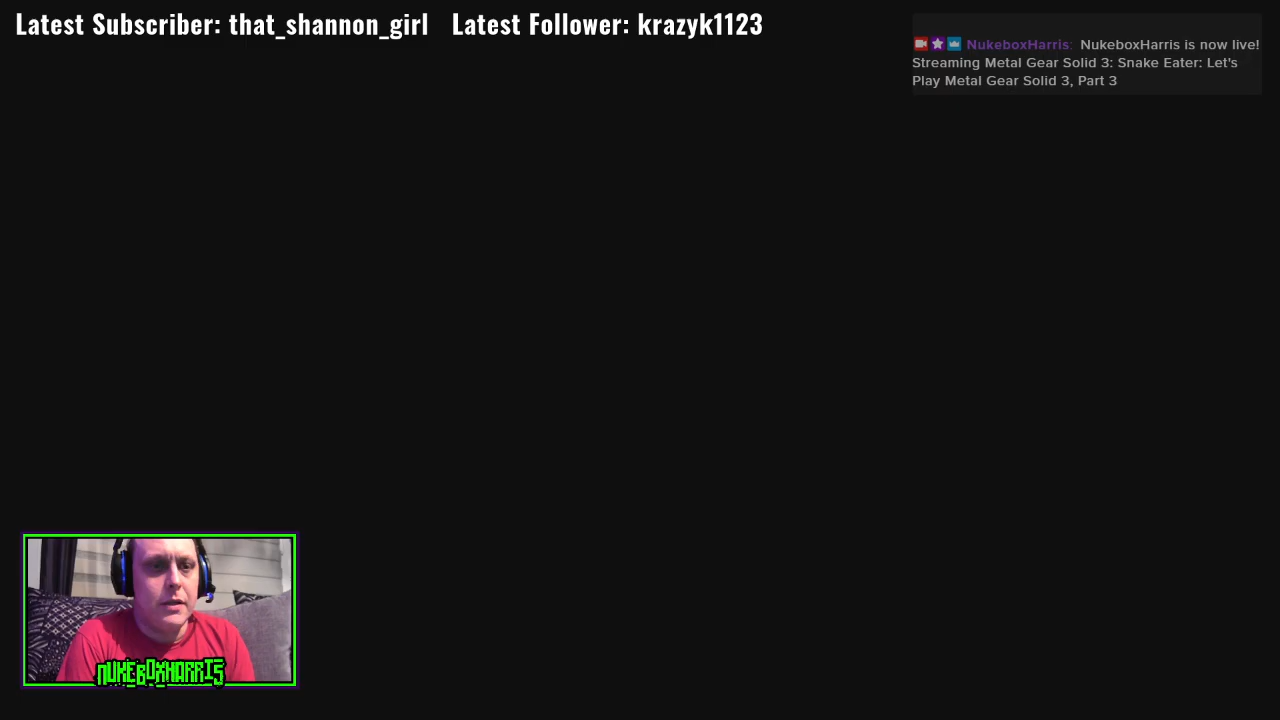 Latest Subscriber: that_shannon_girl Latest Follower: krazyk1123
NukeboxHarris: NukeboxHarris is now live!
Streaming Metal Gear Solid 3: Snake Eater: Let's
Play Metal Gear Solid 3, Part 3
NUKEBOXHARRIS